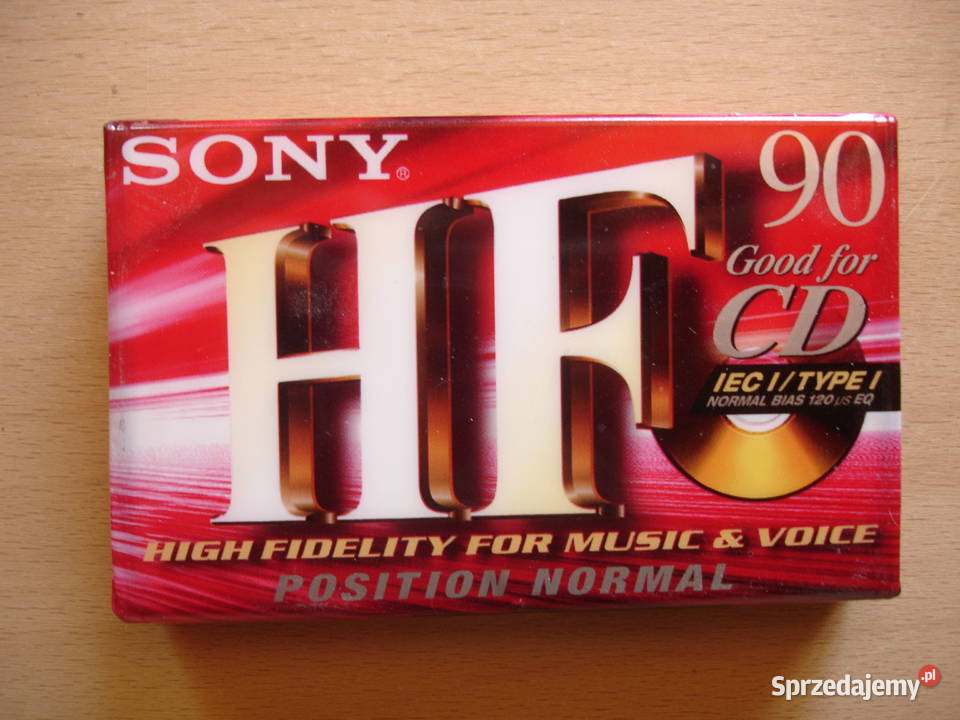 SONY®
90
HF
Good for
CD
IEC I / TYPE I
NORMAL BIAS 120 µs EQ
HIGH FIDELITY FOR MUSIC & VOICE
POSITION NORMAL
Sprzedajemy.pl